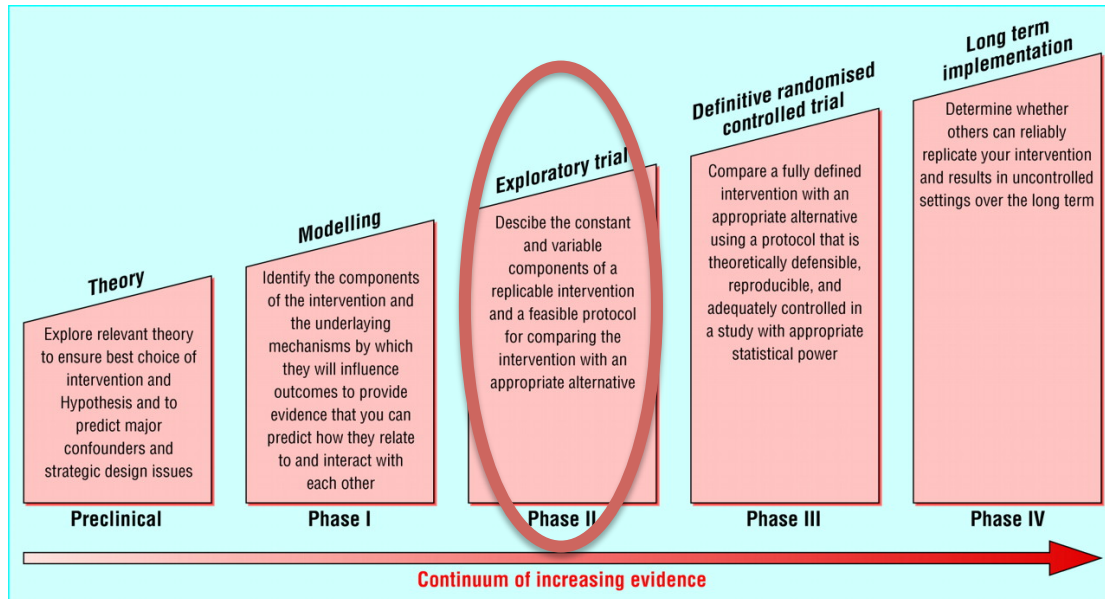 Theory
Explore relevant theory
to ensure best choice of
intervention and
Hypothesis and to
predict major
confounders and
strategic design issues
Preclinical
Modelling
Identify the components
of the intervention and
the underlaying
mechanisms by which
they will influence
outcomes to provide
evidence that you can
predict how they relate
to and interact with
each other
Phase I
Exploratory trial
Descibe the constant
and variable
components of a
replicable intervention
and a feasible protocol
for comparing the
intervention with an
appropriate alternative
Phase II
Definitive randomised
controlled trial
Compare a fully defined
intervention with an
appropriate alternative
using a protocol that is
theoretically defensible,
reproducible, and
adequately controlled in
a study with appropriate
statistical power
Phase III
Long term
implementation
Determine whether
others can reliably
replicate your intervention
and results in uncontrolled
settings over the long term
Phase IV
Continuum of increasing evidence